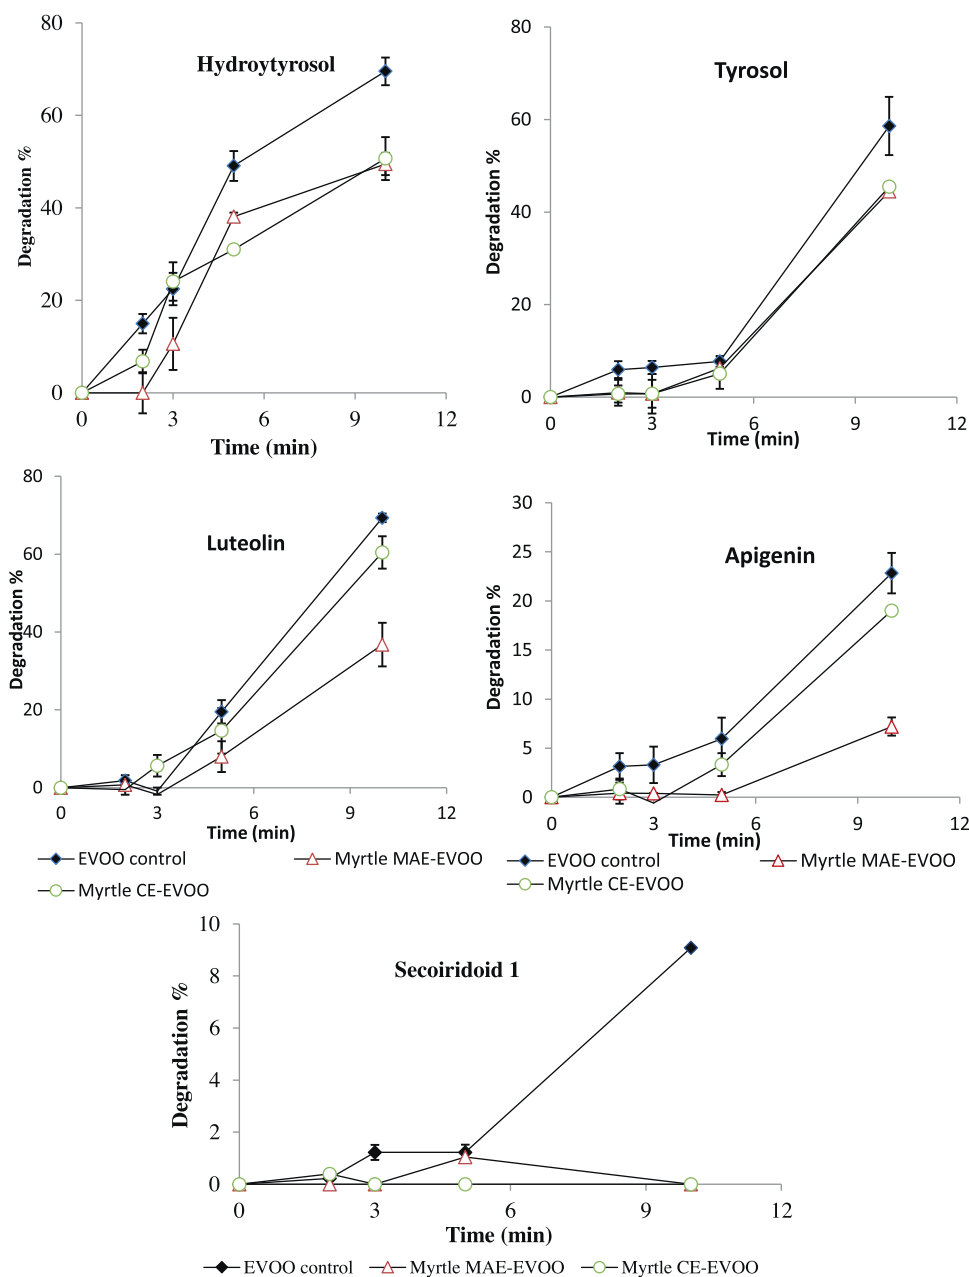 Hydroytyrosol
Degradation %
80
60
40
20
0
0 3 6 9 12
Time (min)
Tyrosol
Degradation %
80
60
40
20
0
0 3 6 9 12
Time (min)
Luteolin
Degradation %
80
60
40
20
0
0 3 6 9 12
Time (min)
EVOO control Myrtle MAE-EVOO
Myrtle CE-EVOO
Apigenin
Degradation %
30
25
20
15
10
5
0
0 3 6 9 12
Time (min)
EVOO control Myrtle MAE-EVOO
Myrtle CE-EVOO
Secoiridoid 1
Degradation %
10
8
6
4
2
0
0 3 6 9 12
Time (min)
EVOO control Myrtle MAE-EVOO Myrtle CE-EVOO